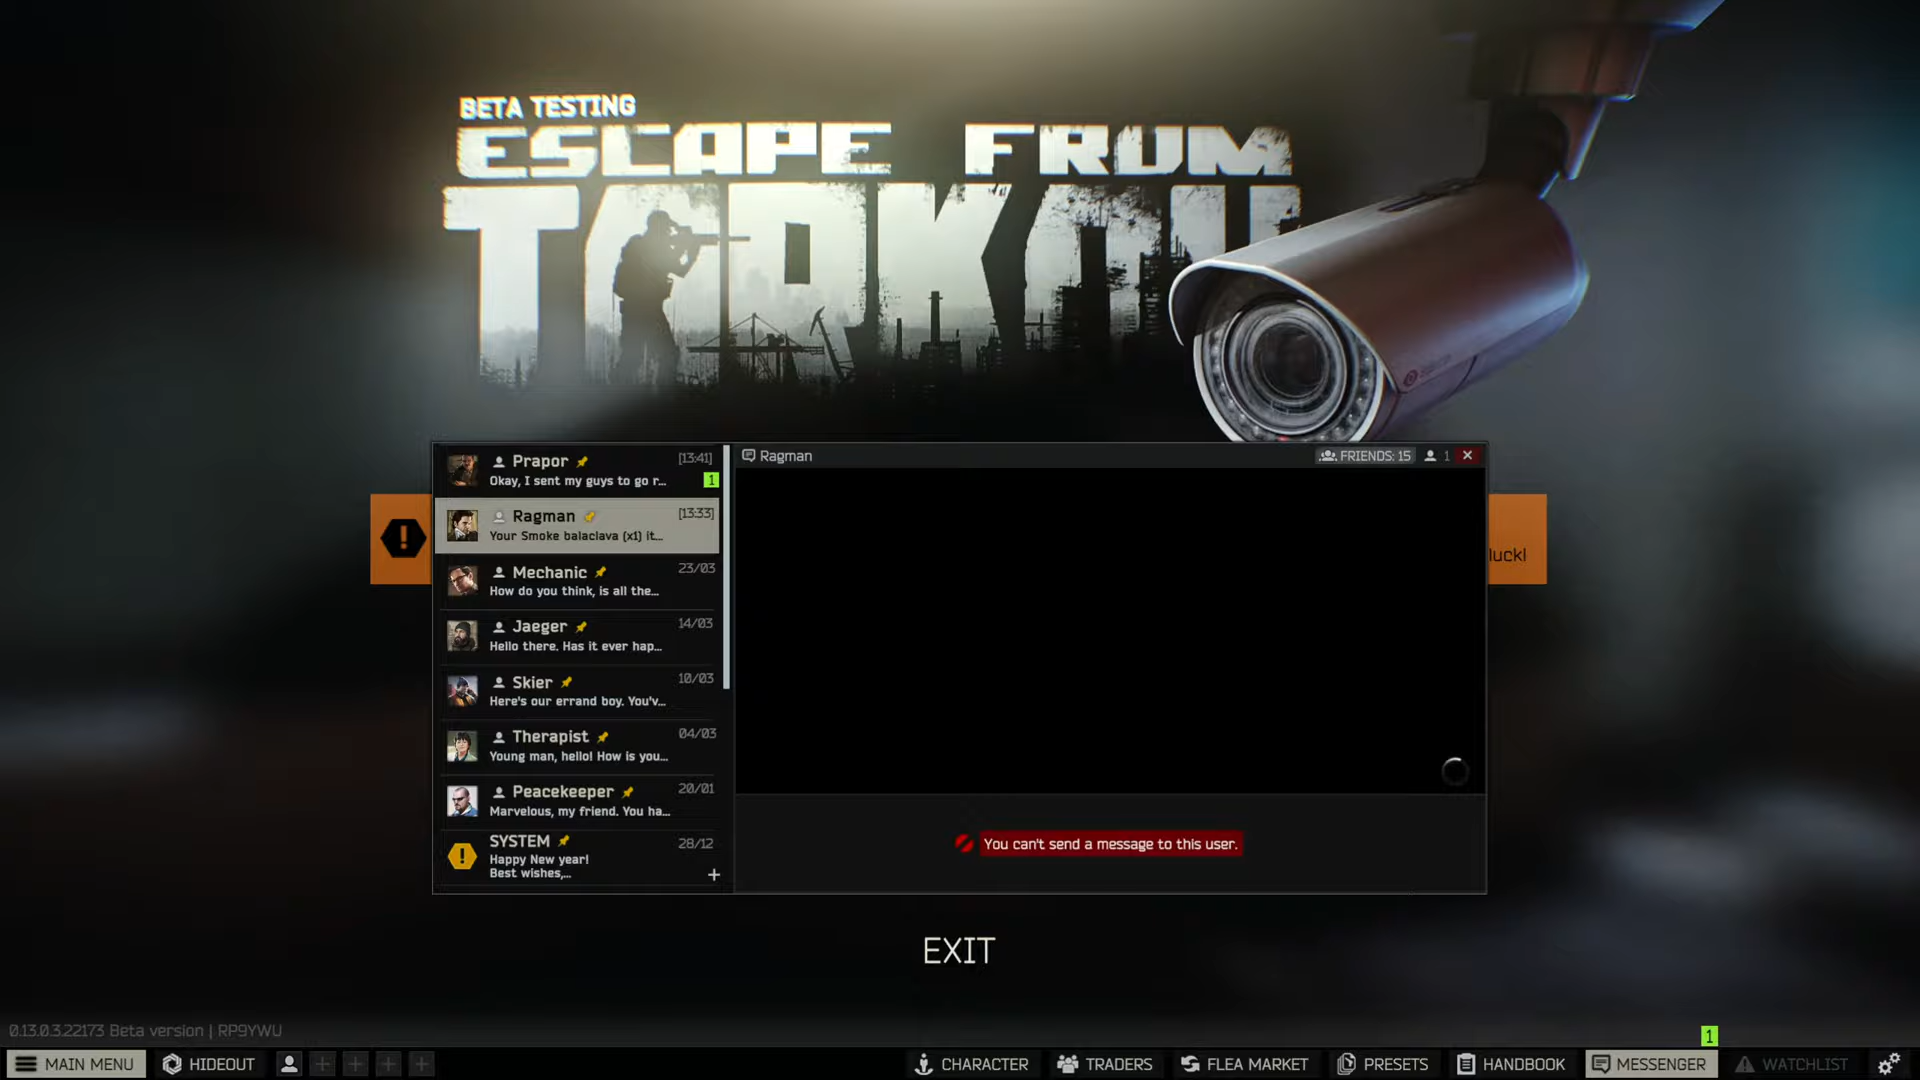 BETA TESTING
ESCAPE FROM
TARKOV
Prapor [13:41]
Okay, I sent my guys to go r... 1
Ragman [13:33]
Your Smoke balaclava (x1) it...
Mechanic 23/03
How do you think, is all the...
Jaeger 14/03
Hello there. Has it ever hap...
Skier 10/03
Here's our errand boy. You'v...
Therapist 04/03
Young man, hello! How is you...
Peacekeeper 20/01
Marvelous, my friend. You ha...
SYSTEM 28/12
Happy New year!
Best wishes,...
Ragman FRIENDS: 15 1
luck!
You can't send a message to this user.
EXIT
0.13.0.3.22173 Beta version | RP9YWU
1
MAIN MENU HIDEOUT CHARACTER TRADERS FLEA MARKET PRESETS HANDBOOK MESSENGER WATCHLIST